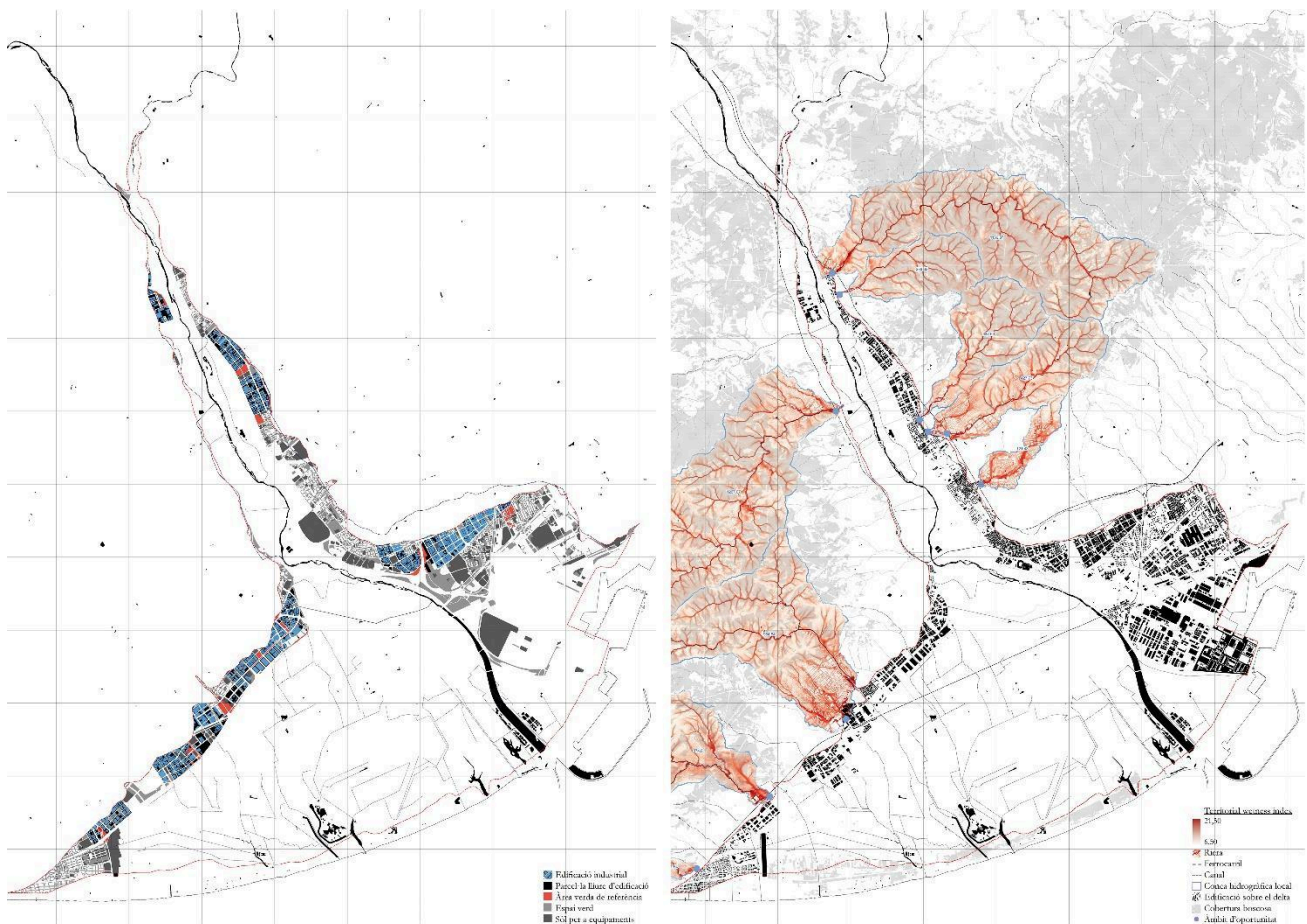 Edificació industrial
Parcel·la lliure d'edificació
Àrea verda de referència
Espai verd
Sòl per a equipaments
Territorial wetness index
21,30
6,30
Riera
Ferrocarril
Canal
Conca hidrogràfica local
Edificació sobre el delta
Cobertura boscosa
Àmbit d'oportunitat